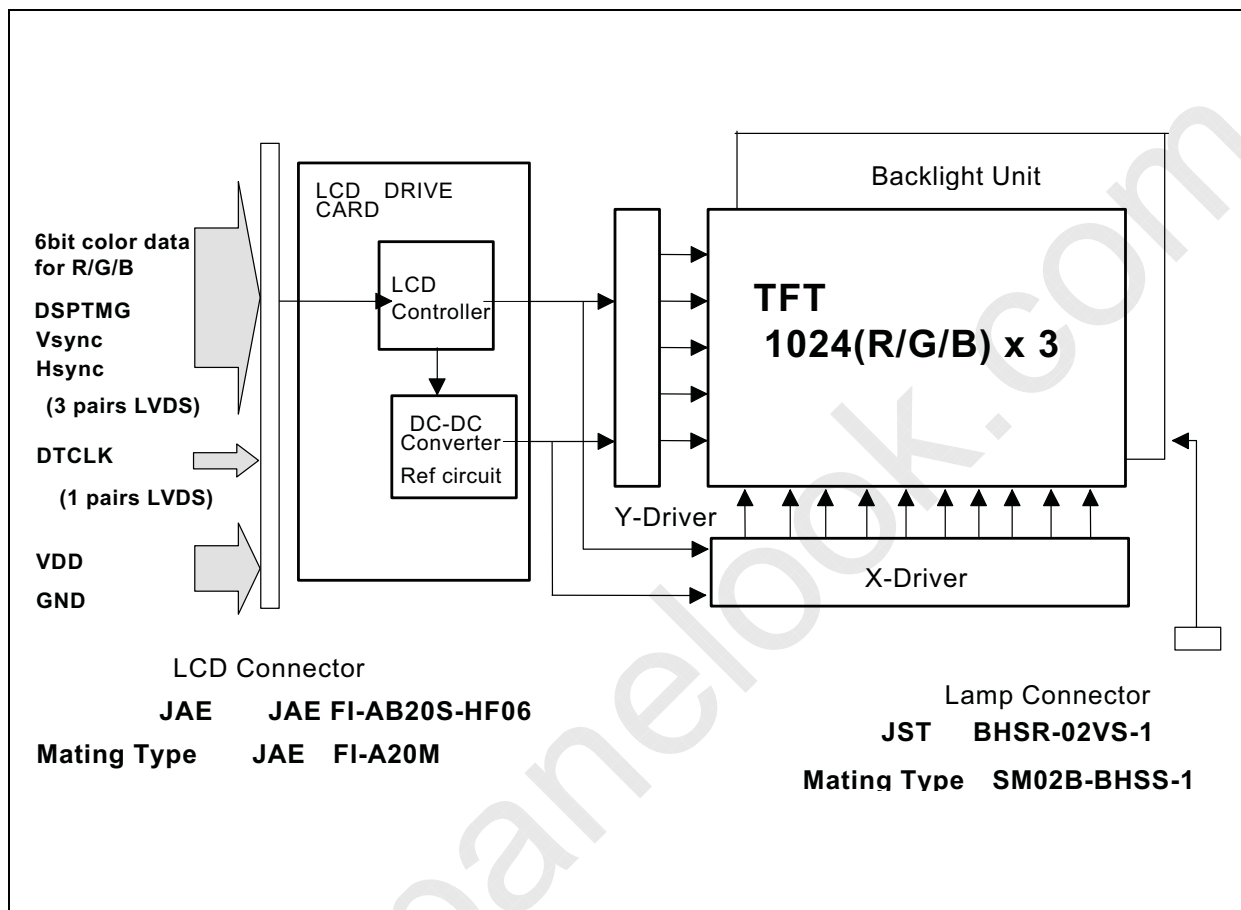 6bit color data
for R/G/B
DSPTMG
Vsync
Hsync
(3 pairs LVDS)
DTCLK
(1 pairs LVDS)
VDD
GND
LCD DRIVE
CARD
LCD
Controller
DC-DC
Converter
Ref circuit
Y-Driver
Backlight Unit
TFT
1024(R/G/B) x 3
X-Driver
LCD Connector
JAE JAE FI-AB20S-HF06
Mating Type JAE FI-A20M
Lamp Connector
JST BHSR-02VS-1
Mating Type SM02B-BHSS-1
panelook.com